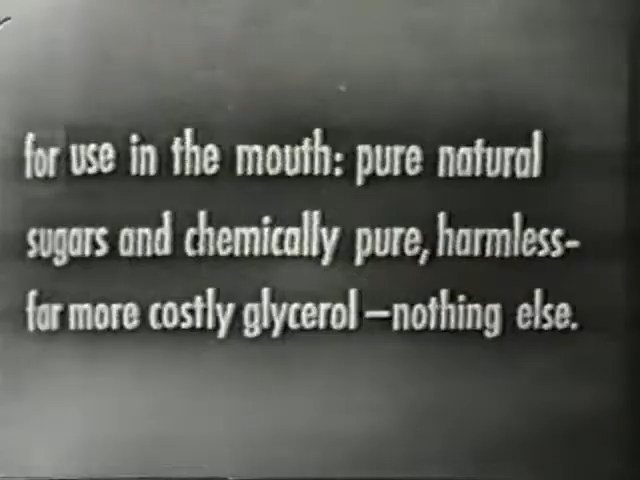 for use in the mouth: pure natural
sugars and chemically pure, harmless-
far more costly glycerol—nothing else.